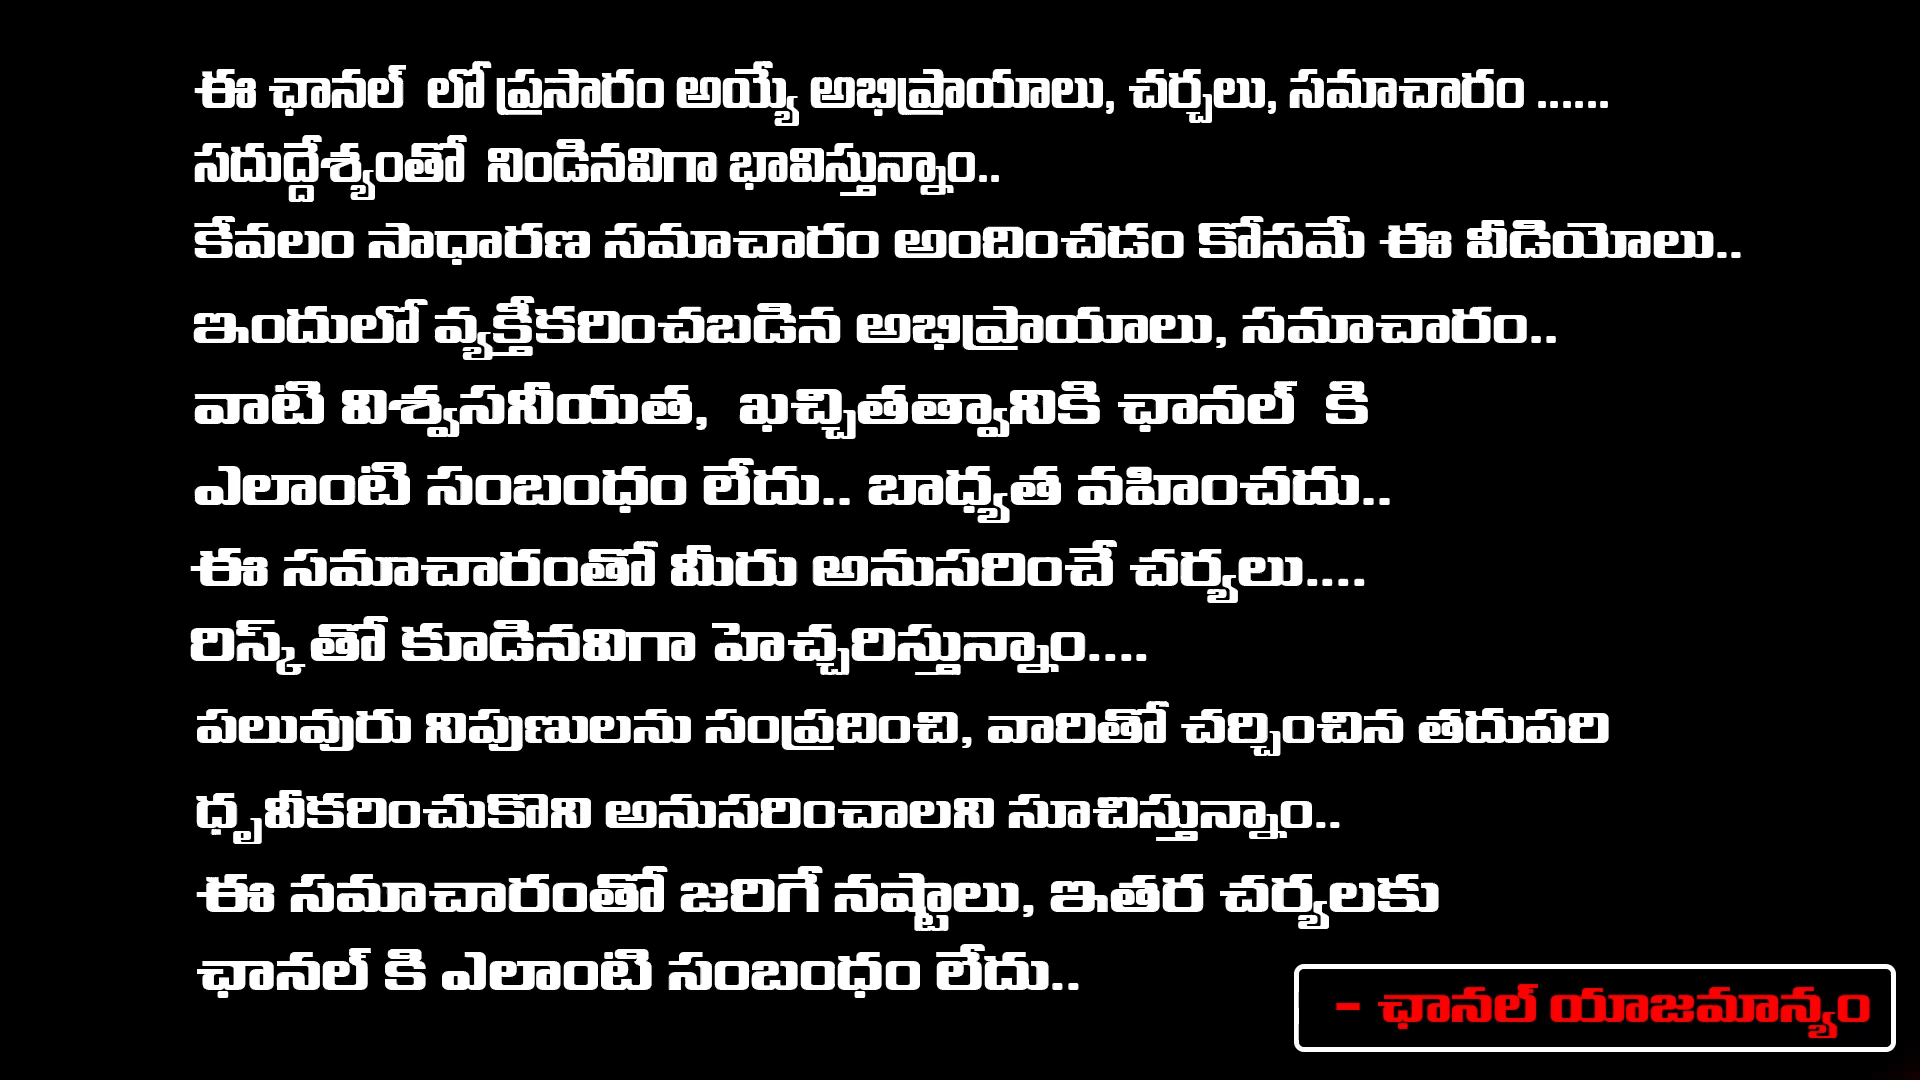 ఈ ఛానల్ లో ప్రసారం అయ్యే అభిప్రాయాలు, చర్చలు, సమాచారం ......
సదుద్దేశ్యంతో నిండినవిగా భావిస్తున్నాం..
కేవలం సాధారణ సమాచారం అందించడం కోసమే ఈ వీడియోలు..
ఇందులో వ్యక్తీకరించబడిన అభిప్రాయాలు, సమాచారం..
వాటి విశ్వసనీయత, ఖచ్చితత్వానికి ఛానల్ కి
ఎలాంటి సంబంధం లేదు.. బాధ్యత వహించదు..
ఈ సమాచారంతో మీరు అనుసరించే చర్యలు....
రిస్క్ తో కూడినవిగా హెచ్చరిస్తున్నాం....
పలువురు నిపుణులను సంప్రదించి, వారితో చర్చించిన తదుపరి
ధృవీకరించుకొని అనుసరించాలని సూచిస్తున్నాం..
ఈ సమాచారంతో జరిగే నష్టాలు, ఇతర చర్యలకు
ఛానల్ కి ఎలాంటి సంబంధం లేదు..
- ఛానల్ యాజమాన్యం